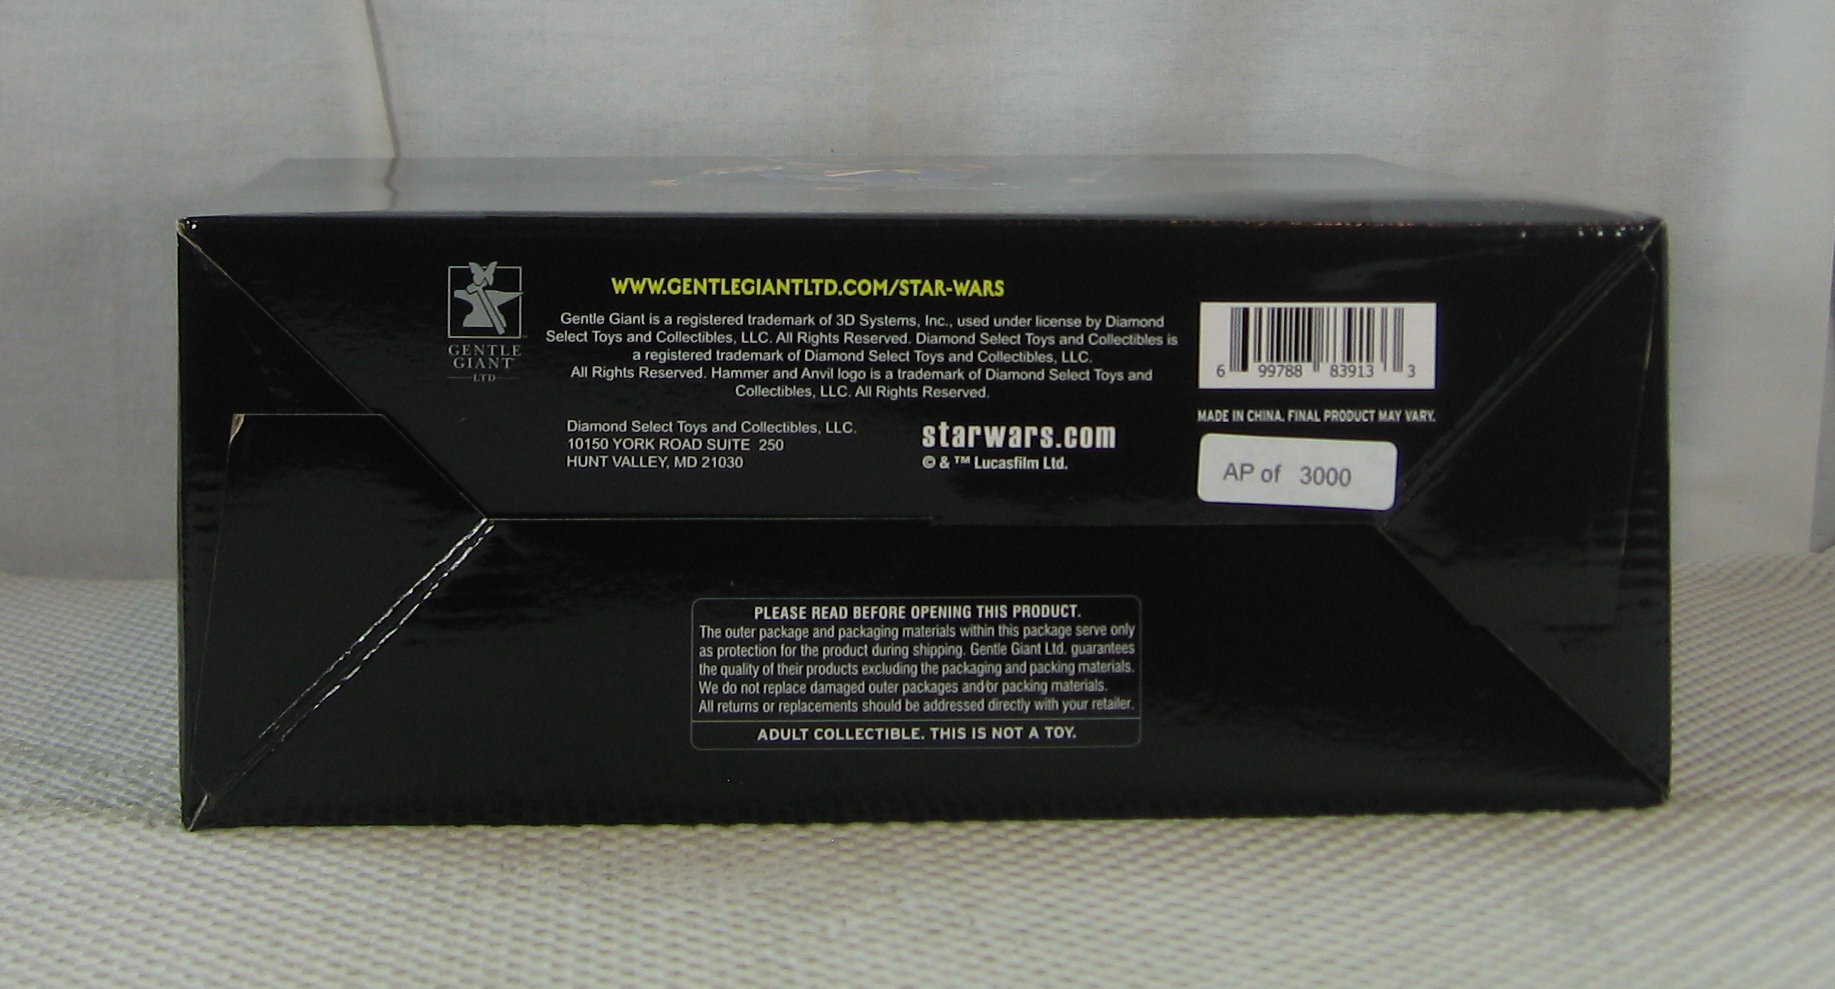 WWW.GENTLEGIANTLTD.COM/STAR-WARS
GENTLE
GIANT
LTD
Gentle Giant is a registered trademark of 3D Systems, Inc., used under license by Diamond
Select Toys and Collectibles, LLC. All Rights Reserved. Diamond Select Toys and Collectibles is
a registered trademark of Diamond Select Toys and Collectibles, LLC.
All Rights Reserved. Hammer and Anvil logo is a trademark of Diamond Select Toys and
Collectibles, LLC. All Rights Reserved.
Diamond Select Toys and Collectibles, LLC.
10150 YORK ROAD SUITE 250
HUNT VALLEY, MD 21030
starwars.com
© & ™ Lucasfilm Ltd.
6 99788 83913 3
MADE IN CHINA. FINAL PRODUCT MAY VARY.
AP of 3000
PLEASE READ BEFORE OPENING THIS PRODUCT.
The outer package and packaging materials within this package serve only
as protection for the product during shipping. Gentle Giant Ltd. guarantees
the quality of their products excluding the packaging and packing materials.
We do not replace damaged outer packages and/or packing materials.
All returns or replacements should be addressed directly with your retailer.
ADULT COLLECTIBLE. THIS IS NOT A TOY.